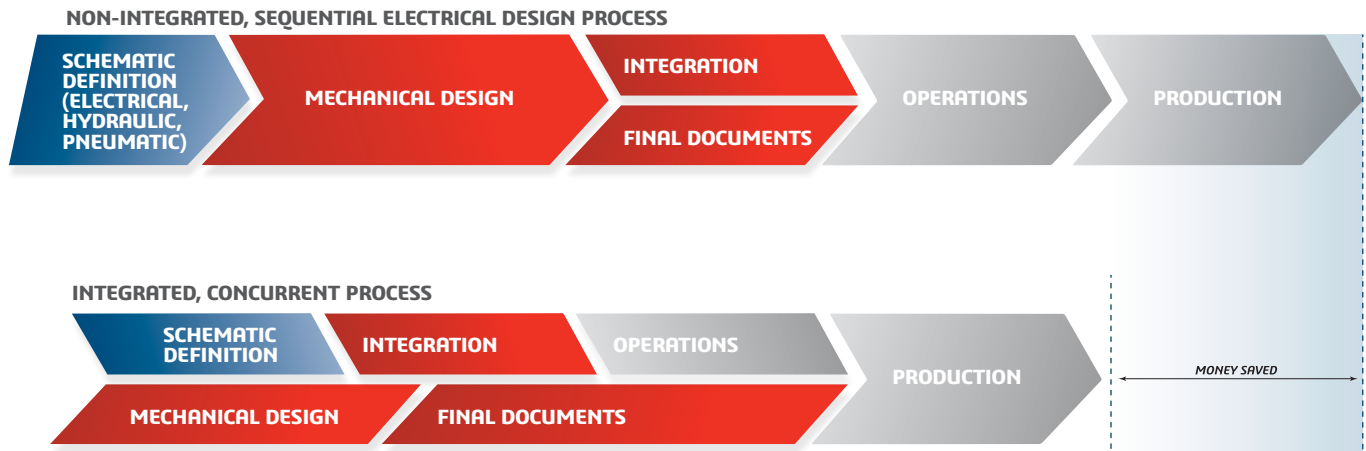 NON-INTEGRATED, SEQUENTIAL ELECTRICAL DESIGN PROCESS
SCHEMATIC
DEFINITION
(ELECTRICAL,
HYDRAULIC,
PNEUMATIC)
MECHANICAL DESIGN
INTEGRATION
FINAL DOCUMENTS
OPERATIONS
PRODUCTION
INTEGRATED, CONCURRENT PROCESS
SCHEMATIC
DEFINITION
INTEGRATION
OPERATIONS
MECHANICAL DESIGN
FINAL DOCUMENTS
PRODUCTION
MONEY SAVED